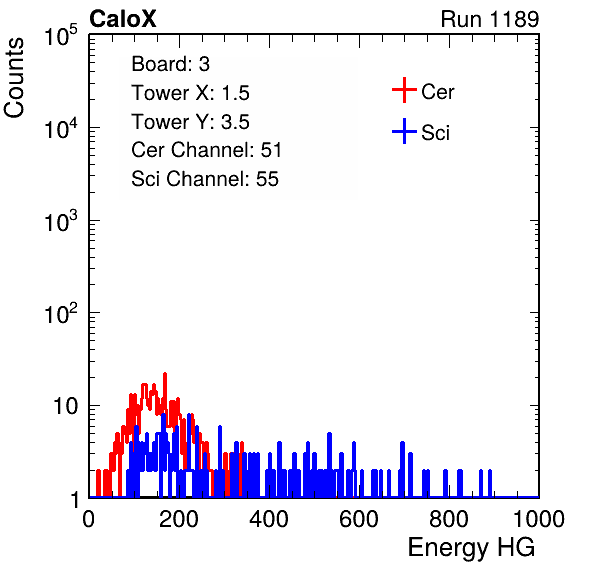 CaloX Run 1189
Counts
10^5
10^4
10^3
10^2
10
1
Board: 3
Tower X: 1.5
Tower Y: 3.5
Cer Channel: 51
Sci Channel: 55
Cer
Sci
0 200 400 600 800 1000
Energy HG